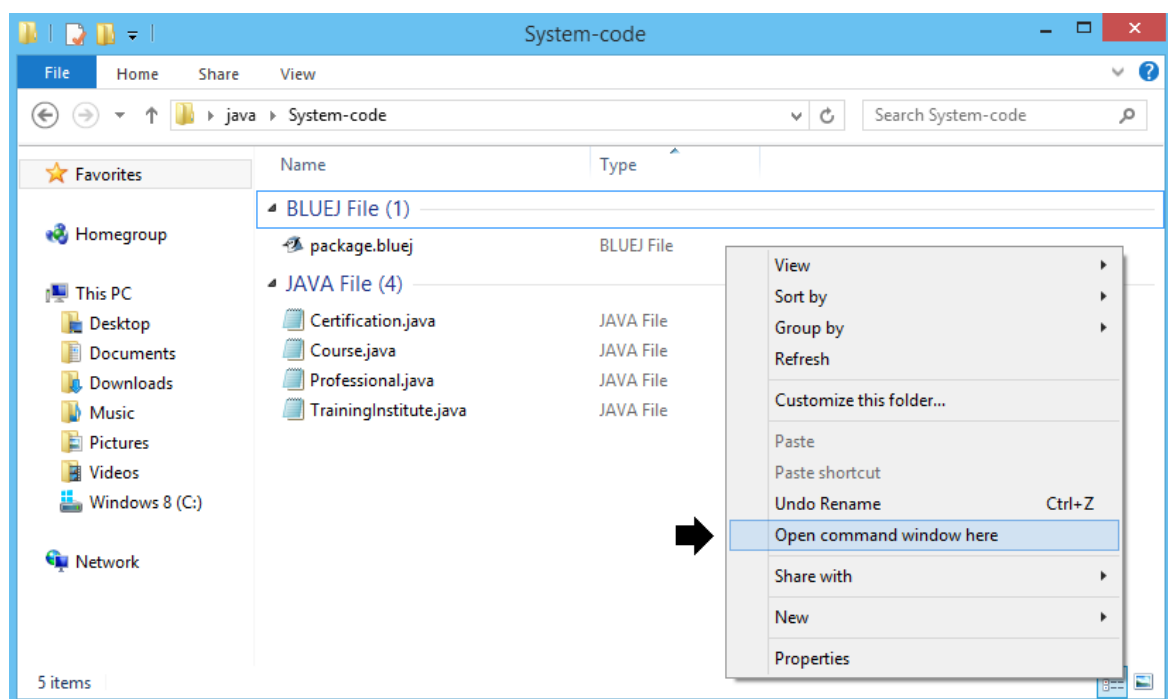 System-code
File Home Share View
java System-code
Search System-code
Name Type
Favorites
Homegroup
This PC
Desktop
Documents
Downloads
Music
Pictures
Videos
Windows 8 (C:)
Network
BLUEJ File (1)
package.bluej BLUEJ File
JAVA File (4)
Certification.java JAVA File
Course.java JAVA File
Professional.java JAVA File
TrainingInstitute.java JAVA File
View
Sort by
Group by
Refresh
Customize this folder...
Paste
Paste shortcut
Undo Rename Ctrl+Z
Open command window here
Share with
New
Properties
5 items